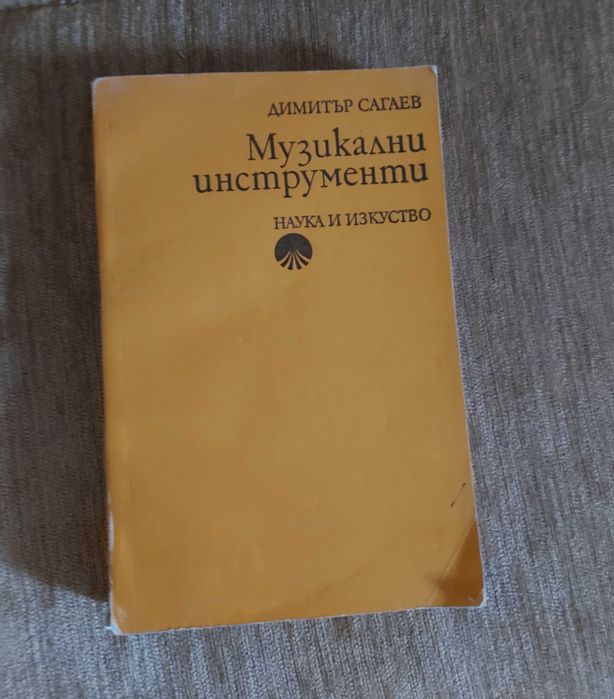 ДИМИТЪР САГАЕВ
Музикални
инструменти
НАУКА И ИЗКУСТВО